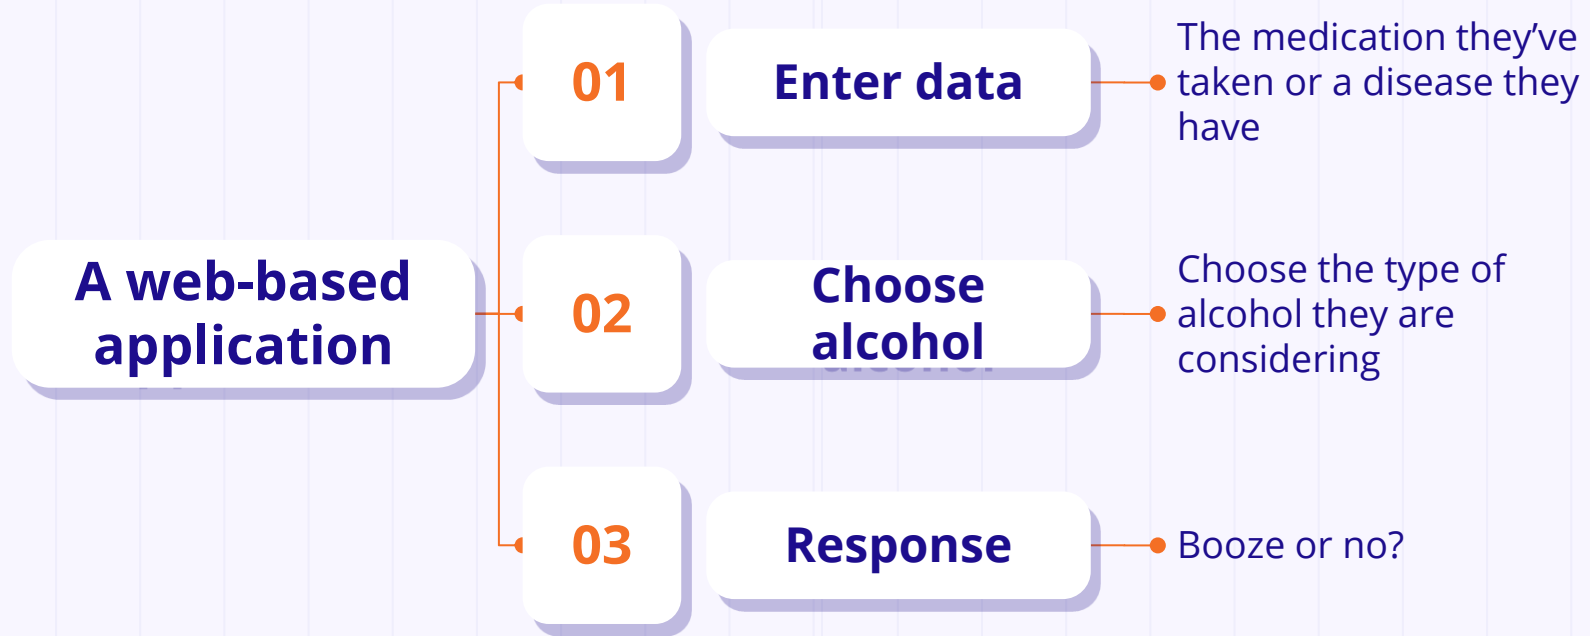 A web-based
application
01
Enter data
The medication they’ve
taken or a disease they
have
02
Choose
alcohol
Choose the type of
alcohol they are
considering
03
Response
Booze or no?